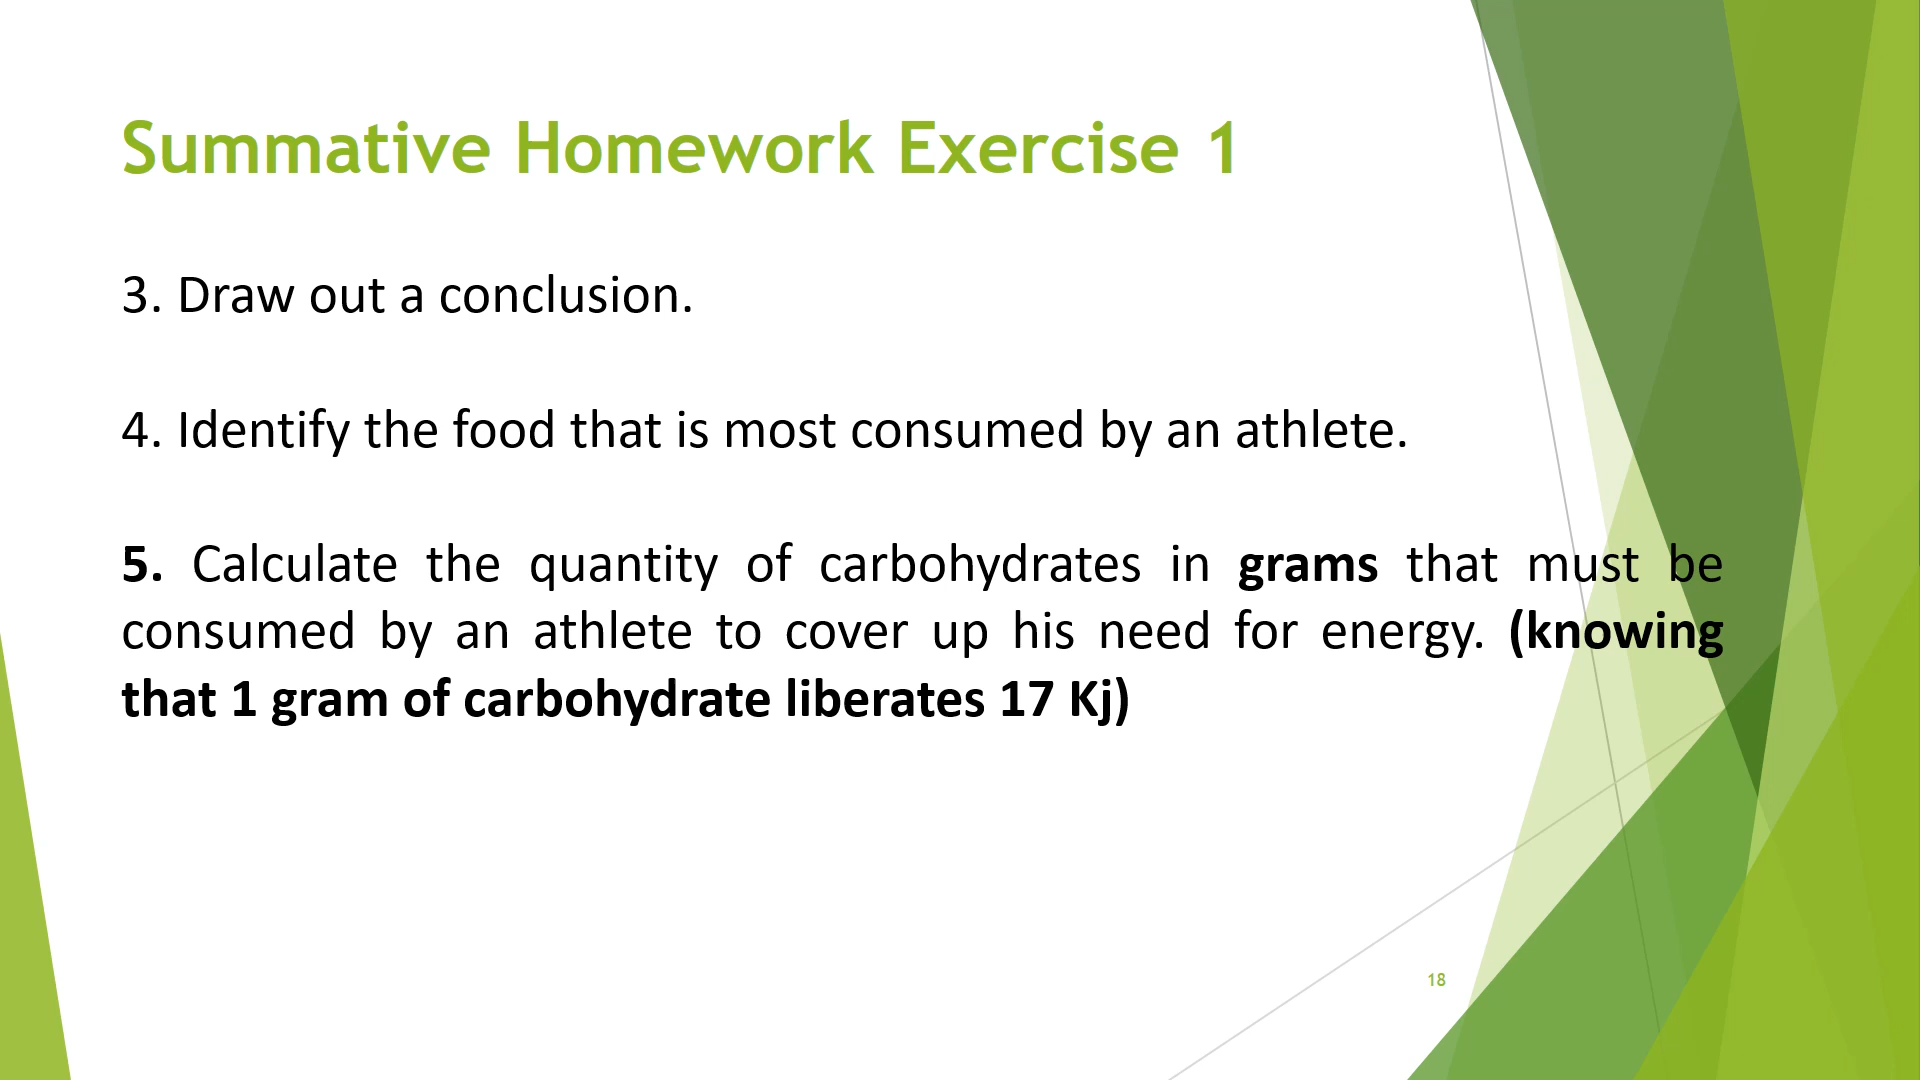 Summative Homework Exercise 1
3. Draw out a conclusion.
4. Identify the food that is most consumed by an athlete.
5. Calculate the quantity of carbohydrates in grams that must be
consumed by an athlete to cover up his need for energy. (knowing
that 1 gram of carbohydrate liberates 17 Kj)
18